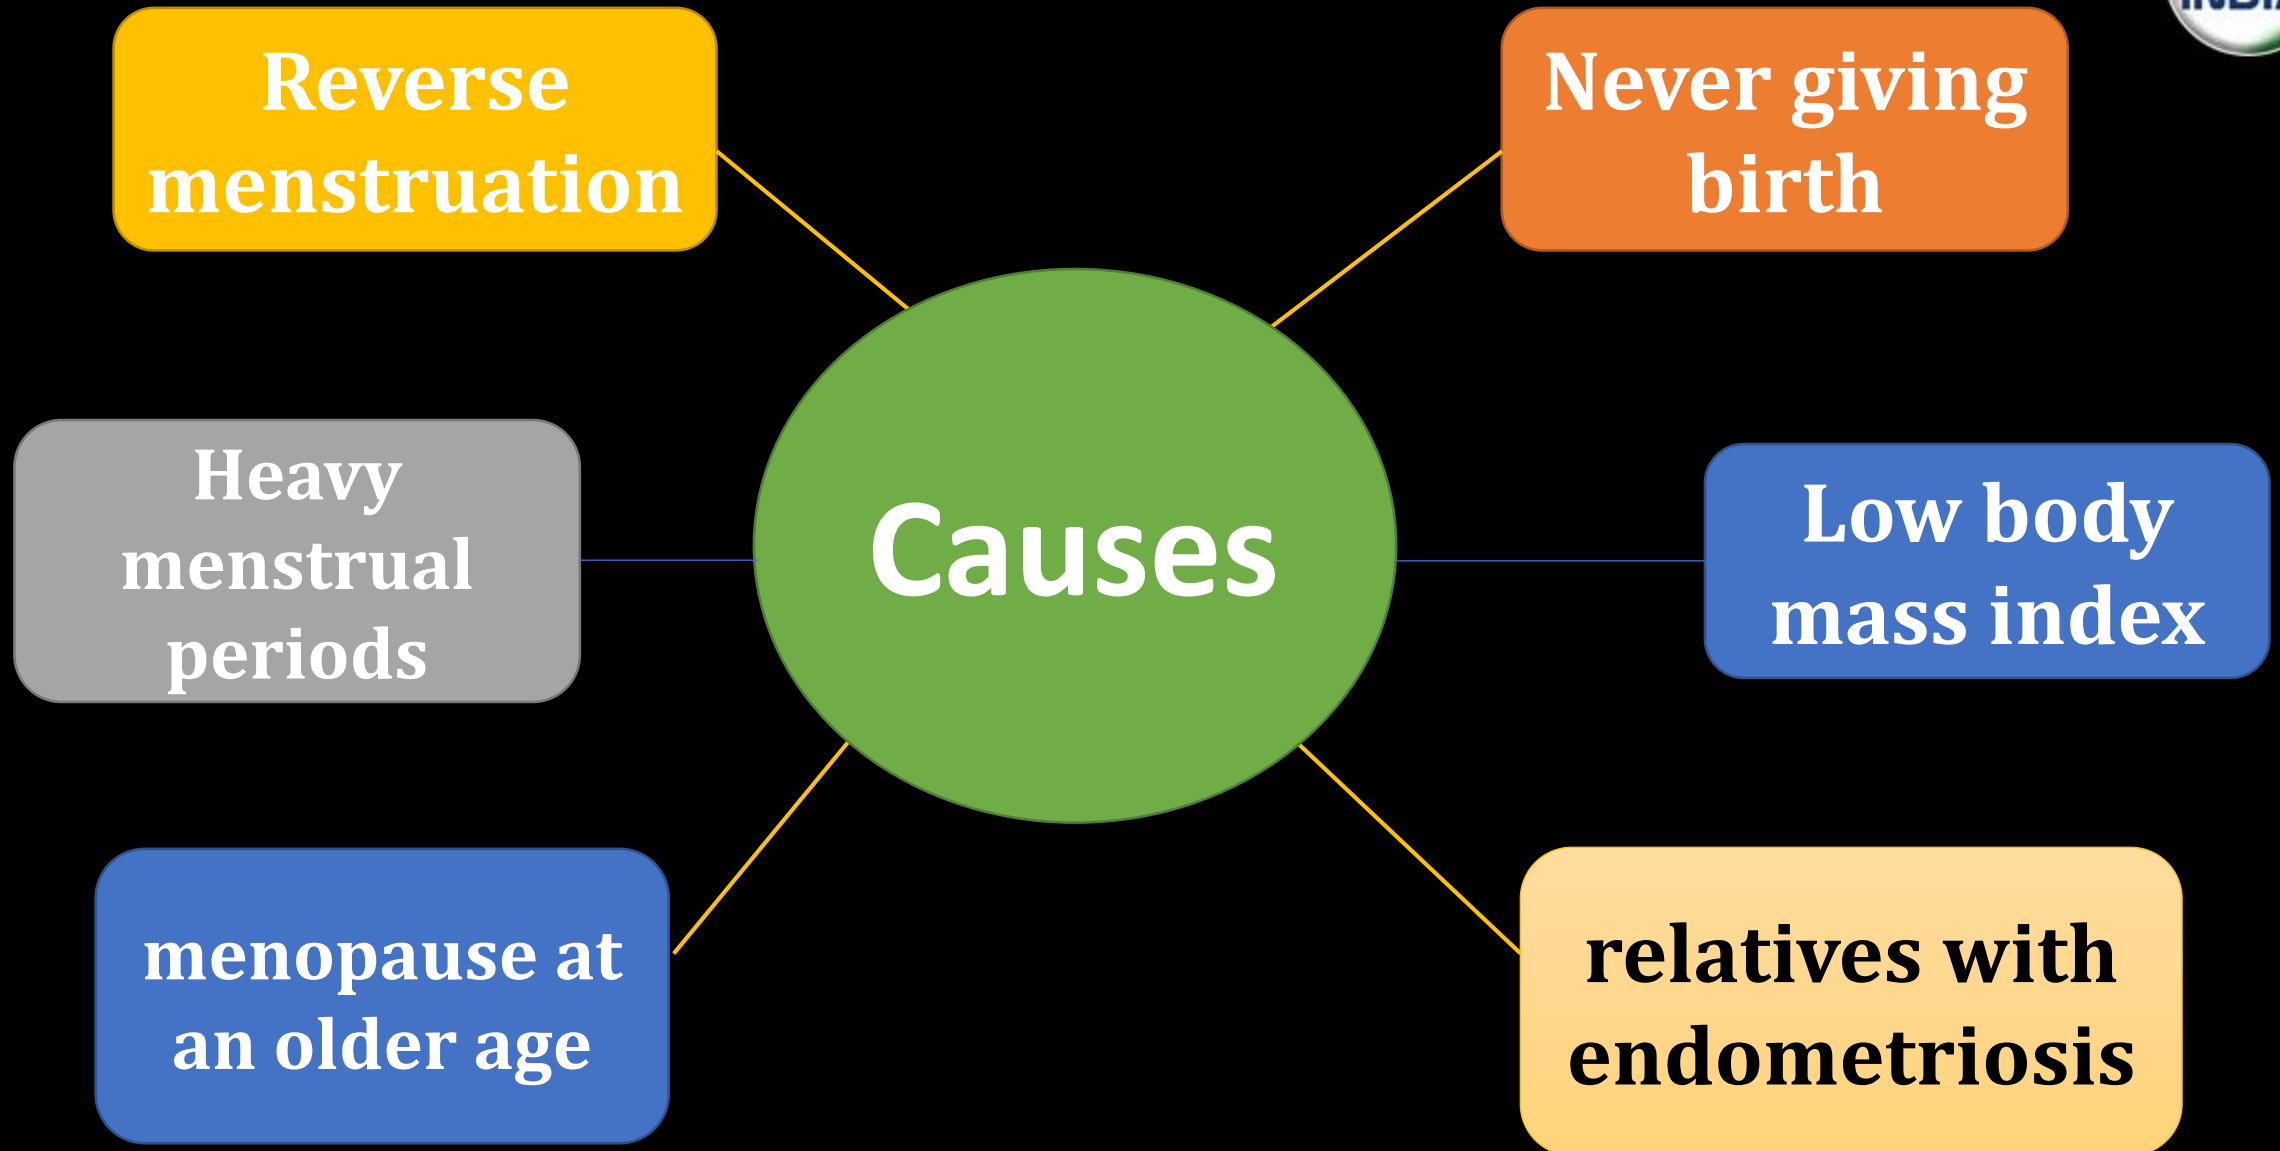 Reverse
menstruation
Never giving
birth
Heavy
menstrual
periods
Causes
Low body
mass index
menopause at
an older age
relatives with
endometriosis